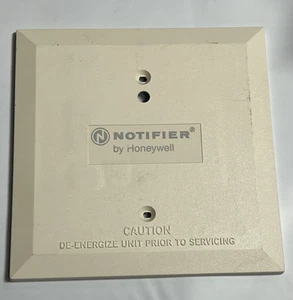 N NOTIFIER®
by Honeywell
CAUTION
DE-ENERGIZE UNIT PRIOR TO SERVICING